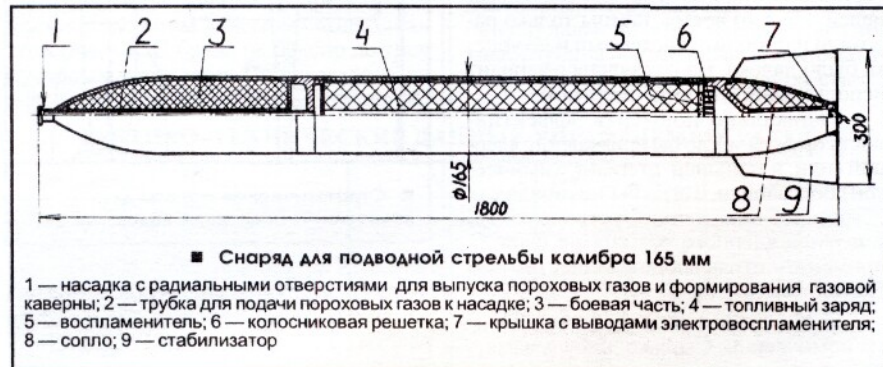 1 2 3 4 5 6 7
ø165
300
1800
8 9
■ Снаряд для подводной стрельбы калибра 165 мм
1 — насадка с радиальными отверстиями для выпуска пороховых газов и формирования газовой
каверны; 2 — трубка для подачи пороховых газов к насадке; 3 — боевая часть; 4 — топливный заряд;
5 — воспламенитель; 6 — колосниковая решетка; 7 — крышка с выводами электровоспламенителя;
8 — сопло; 9 — стабилизатор